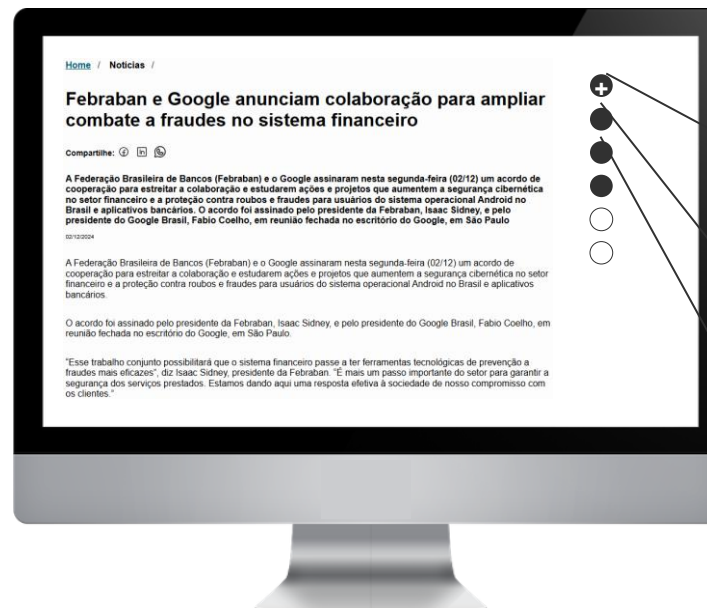 Home / Notícias /
Febraban e Google anunciam colaboração para ampliar
combate a fraudes no sistema financeiro
Compartilhe:
A Federação Brasileira de Bancos (Febraban) e o Google assinaram nesta segunda-feira (02/12) um acordo de
cooperação para estreitar a colaboração e estudarem ações e projetos que aumentem a segurança cibernética
no setor financeiro e a proteção contra roubos e fraudes para usuários do sistema operacional Android no
Brasil e aplicativos bancários. O acordo foi assinado pelo presidente da Febraban, Isaac Sidney, e pelo
presidente do Google Brasil, Fabio Coelho, em reunião fechada no escritório do Google, em São Paulo
02/12/2024
A Federação Brasileira de Bancos (Febraban) e o Google assinaram nesta segunda-feira (02/12) um acordo de
cooperação para estreitar a colaboração e estudarem ações e projetos que aumentem a segurança cibernética no setor
financeiro e a proteção contra roubos e fraudes para usuários do sistema operacional Android no Brasil e aplicativos
bancários.
O acordo foi assinado pelo presidente da Febraban, Isaac Sidney, e pelo presidente do Google Brasil, Fabio Coelho, em
reunião fechada no escritório do Google, em São Paulo.
"Esse trabalho conjunto possibilitará que o sistema financeiro passe a ter ferramentas tecnológicas de prevenção a
fraudes mais eficazes", diz Isaac Sidney, presidente da Febraban. "É mais um passo importante do setor para garantir a
segurança dos serviços prestados. Estamos dando aqui uma resposta efetiva à sociedade de nosso compromisso com
os clientes."